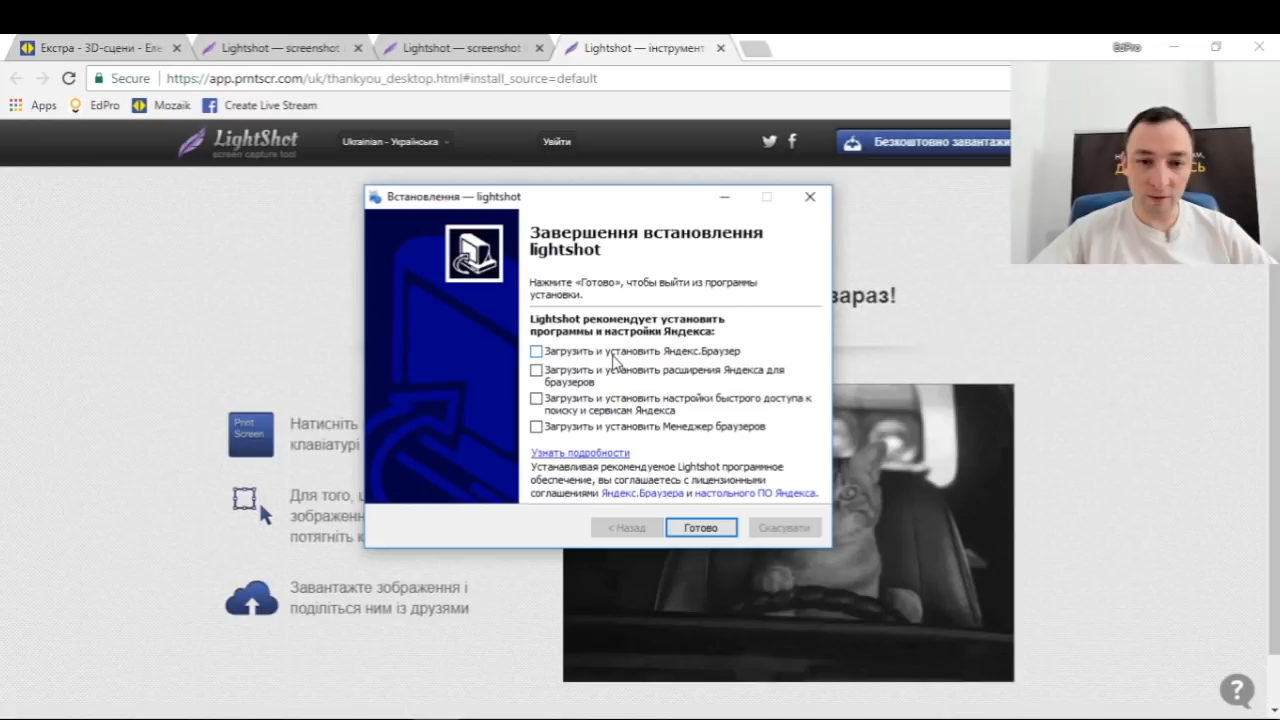 Екстра - 3D-сцени - Еле
Lightshot — screenshot
Lightshot — screenshot
Lightshot — інструмент
EdPro
Secure
https://app.prntscr.com/uk/thankyou_desktop.html#install_source=default
Apps
EdPro
Mozaik
Create Live Stream
LightShot
screen capture tool
Ukrainian - Українська
Увійти
Безкоштовно завантажи
Встановлення — lightshot
Завершення встановлення
lightshot
Нажмите «Готово», чтобы выйти из программы
установки.
зараз!
Lightshot рекомендует установить
программы и настройки Яндекса:
Загрузить и установить Яндекс.Браузер
Загрузить и установить расширения Яндекса для
браузеров
Загрузить и установить настройки быстрого доступа к
поиску и сервисам Яндекса
Загрузить и установить Менеджер браузеров
Узнать подробности
Устанавливая рекомендуемое Lightshot программное
обеспечение, вы соглашаетесь с лицензионными
соглашениями Яндекс.Браузера и настольного ПО Яндекса.
< Назад
Готово
Скасувати
Print
Screen
Натисніть
клавіатурі
Для того,
зображенн
потягніть к
Завантажте зображення і
поділіться ним із друзями